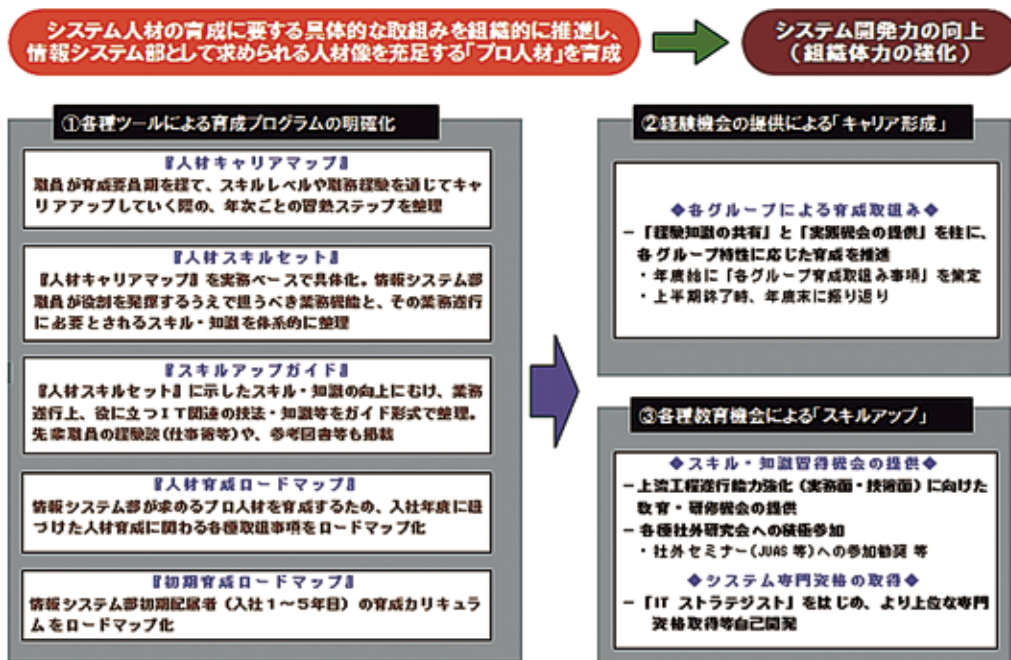 システム人材の育成に要する具体的な取組みを組織的に推進し、
情報システム部として求められる人材像を充足する「プロ人材」を育成
システム開発力の向上
（組織体力の強化）
①各種ツールによる育成プログラムの明確化
『人材キャリアマップ』
職員が育成要員期を経て、スキルレベルや職務経験を通じてキャ
リアアップしていく際の、年次ごとの習熟ステップを整理
『人材スキルセット』
『人材キャリアマップ』を実務ベースで具体化。情報システム部
職員が役割を発揮するうえで担うべき業務機能と、その業務遂行
に必要とされるスキル・知識を体系的に整理
『スキルアップガイド』
『人材スキルセット』に示したスキル・知識の向上にむけ、業務
遂行上、役に立つＩＴ関連の技法・知識等をガイド形式で整理。
先輩職員の経験談（仕事術等）や、参考図書等も掲載
『人材育成ロードマップ』
情報システム部が求めるプロ人材を育成するため、入社年度に紐
づけた人材育成に関わる各種取組事項をロードマップ化
『初期育成ロードマップ』
情報システム部初期配属者（入社１～５年目）の育成カリキュラ
ムをロードマップ化
②経験機会の提供による「キャリア形成」
◆各グループによる育成取組み◆
－「経験知識の共有」と「実践機会の提供」を柱に、
各グループ特性に応じた育成を推進
・年度始に「各グループ育成取組み事項」を策定
・上半期終了時、年度末に振り返り
③各種教育機会による「スキルアップ」
◆スキル・知識習得機会の提供◆
－上流工程遂行能力強化（実務面・技術面）に向けた
教育・研修機会の提供
－各種社外研究会への積極参加
・社外セミナー（JUAS 等）への参加勧奨 等
◆システム専門資格の取得◆
－「IT ストラテジスト」をはじめ、より上位な専門
資格取得等自己開発